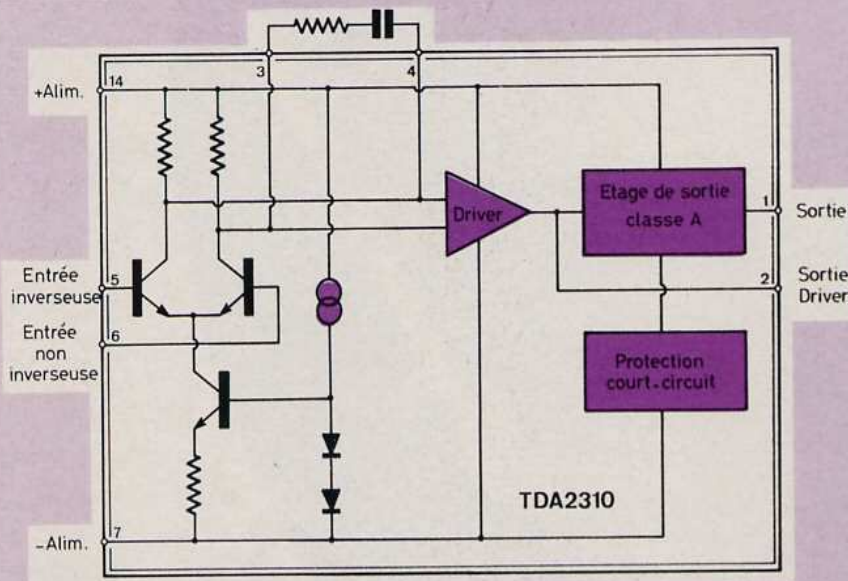 3
4
14
+Alim.
Driver
Etage de sortie
classe A
1
Sortie
5
Entrée
inverseuse
2
Sortie
Driver
6
Entrée
non
inverseuse
Protection
court-circuit
TDA2310
7
-Alim.